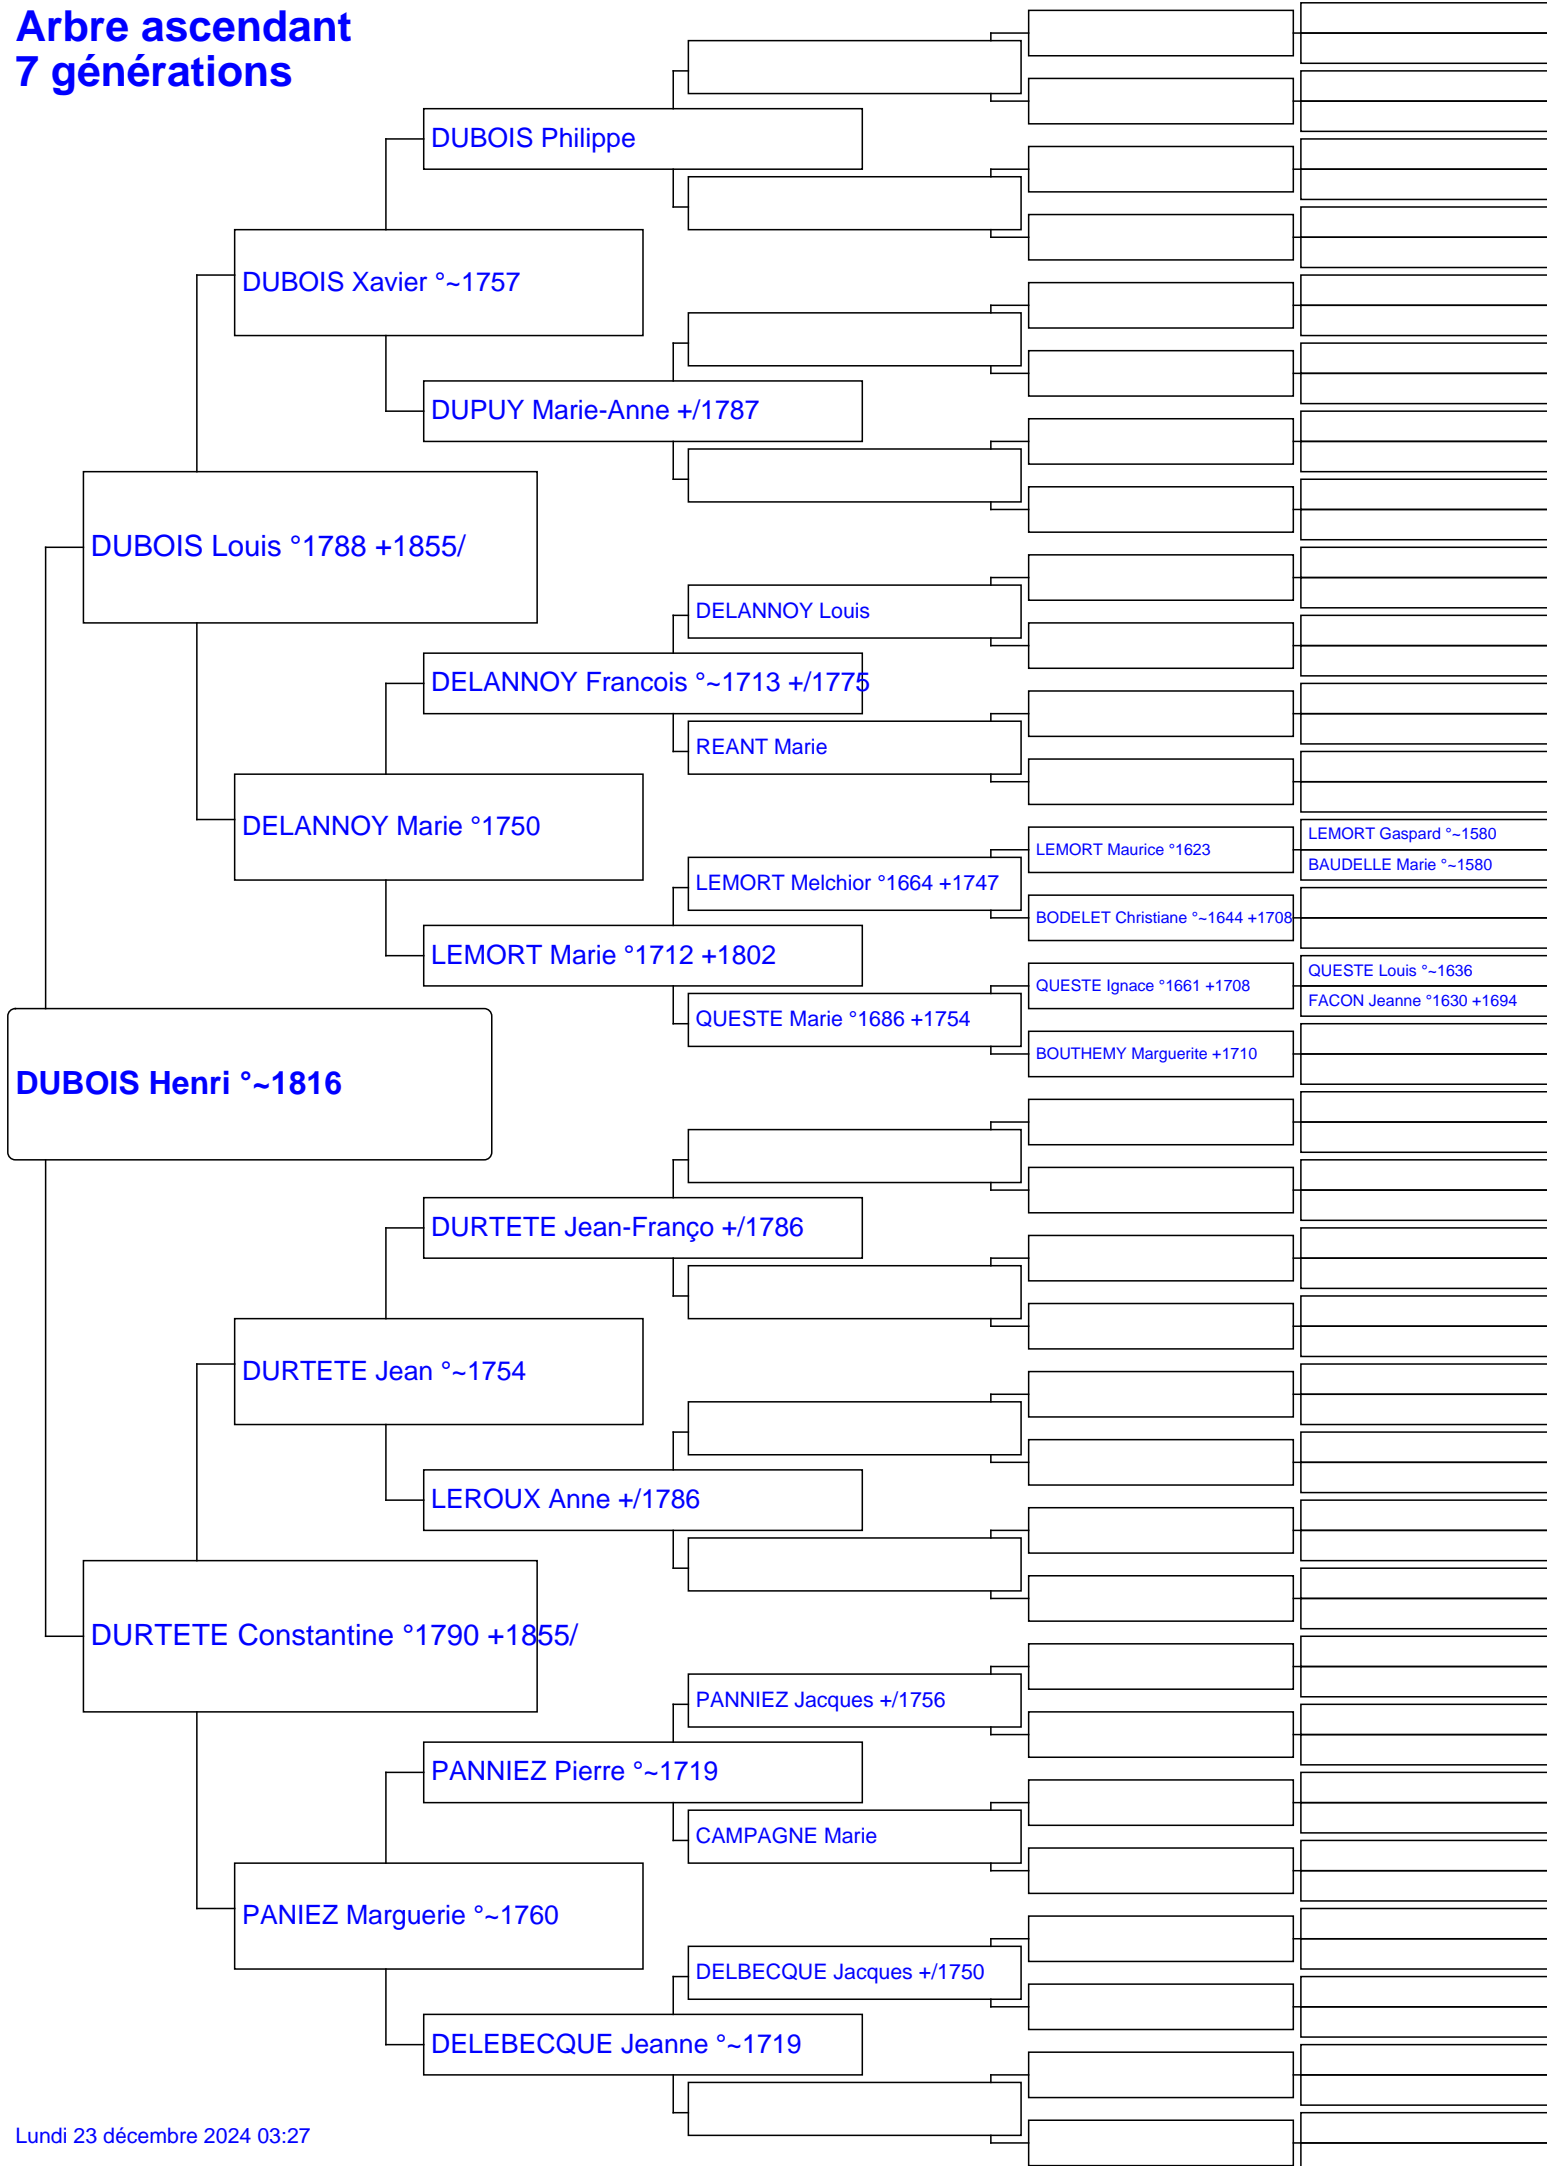 Arbre ascendant
7 générations
DUBOIS Philippe
DUBOIS Xavier °~1757
DUPUY Marie-Anne +/1787
DUBOIS Louis °1788 +1855/
DELANNOY Louis
DELANNOY Francois °~1713 +/1775
REANT Marie
DELANNOY Marie °1750
LEMORT Gaspard °~1580
LEMORT Maurice °1623
BAUDELLE Marie °~1580
LEMORT Melchior °1664 +1747
BODELET Christiane °~1644 +1708
LEMORT Marie °1712 +1802
QUESTE Louis °~1636
QUESTE Ignace °1661 +1708
FACON Jeanne °1630 +1694
QUESTE Marie °1686 +1754
BOUTHEMY Marguerite +1710
DUBOIS Henri °~1816
DURTETE Jean-Franço +/1786
DURTETE Jean °~1754
LEROUX Anne +/1786
DURTETE Constantine °1790 +1855/
PANNIEZ Jacques +/1756
PANNIEZ Pierre °~1719
CAMPAGNE Marie
PANIEZ Marguerie °~1760
DELBECQUE Jacques +/1750
DELEBECQUE Jeanne °~1719
Lundi 23 décembre 2024 03:27